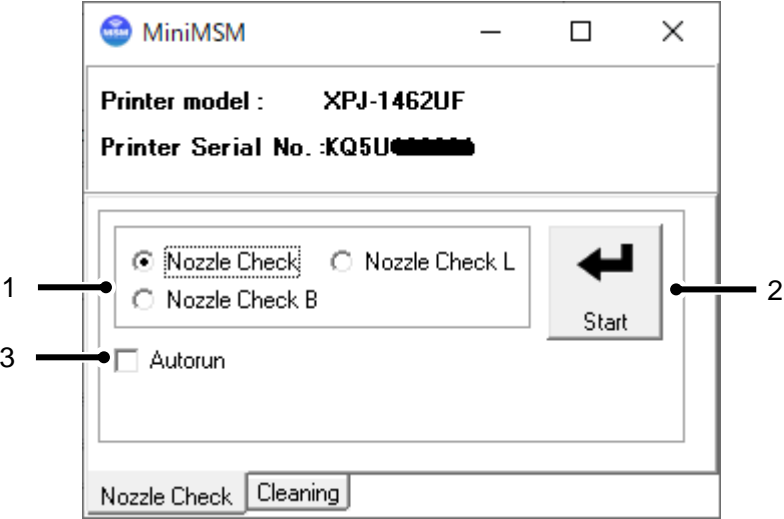 MSM MiniMSM
Printer model : XPJ-1462UF
Printer Serial No. :KQ5U
1
Nozzle Check Nozzle Check L
Nozzle Check B
Start
2
3
Autorun
Nozzle Check Cleaning